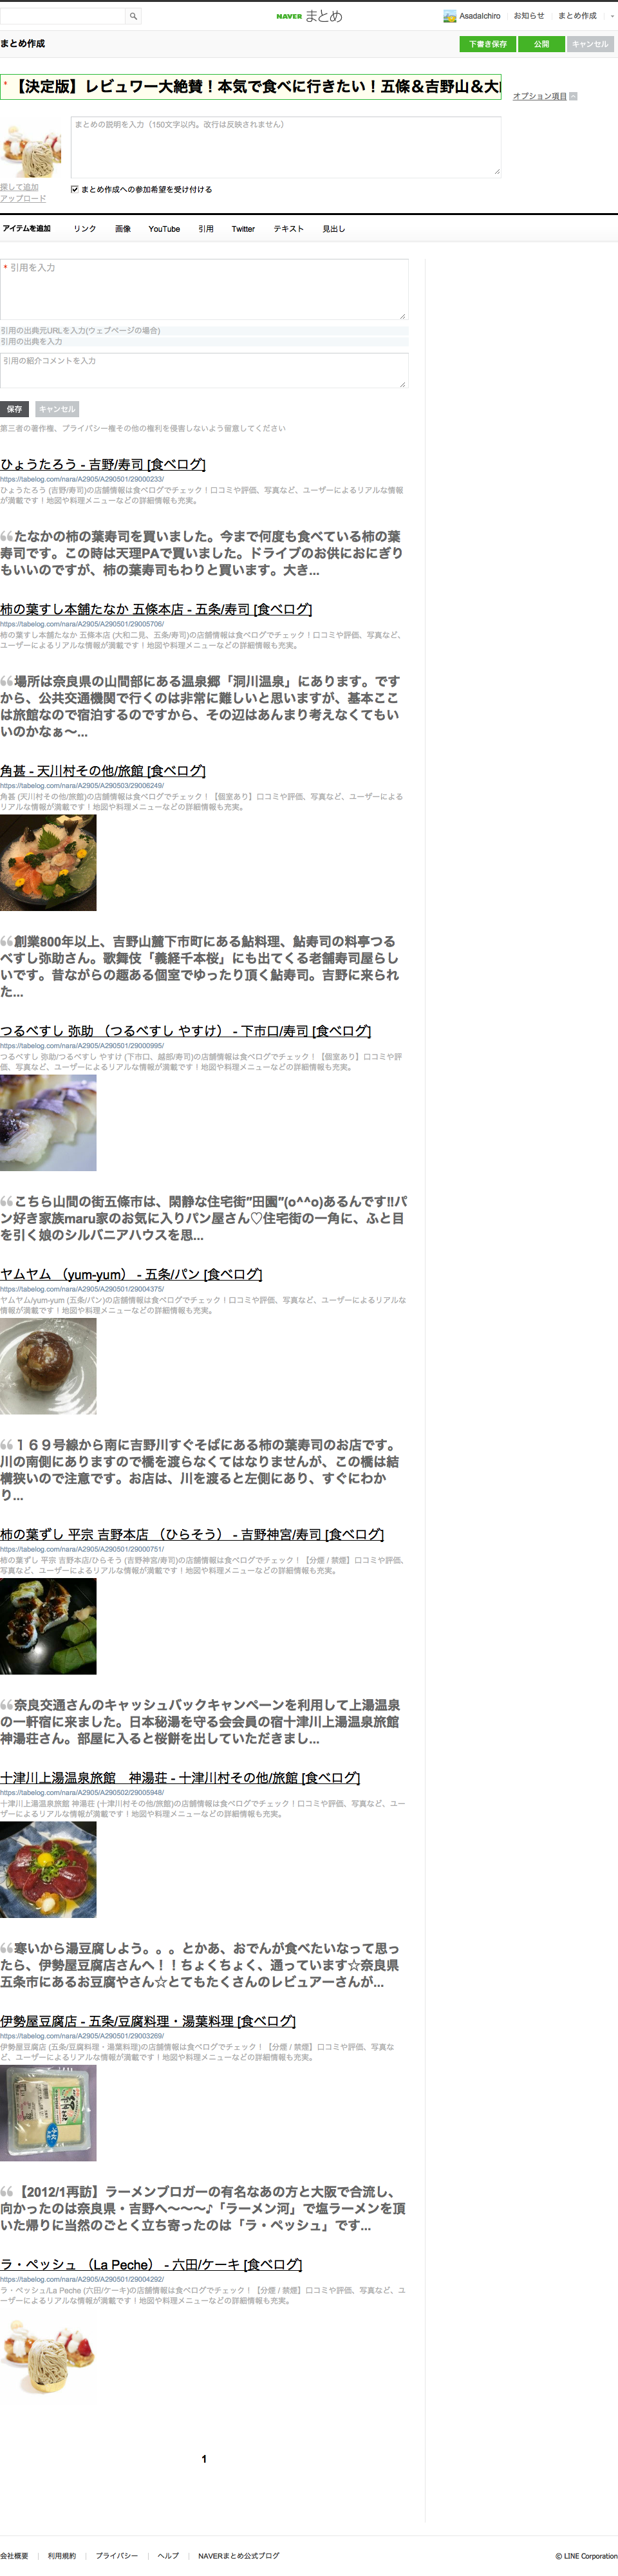 NAVER まとめ
AsadaIchiro お知らせ まとめ作成
まとめ作成
下書き保存 公開 キャンセル
* 【決定版】レビュワー大絶賛！本気で食べに行きたい！五條＆吉野山＆大
オプション項目
まとめの説明を入力（150文字以内。改行は反映されません）
探して追加
アップロード
まとめ作成への参加希望を受け付ける
アイテムを追加 リンク 画像 YouTube 引用 Twitter テキスト 見出し
* 引用を入力
引用の出典元URLを入力(ウェブページの場合)
引用の出典を入力
引用の紹介コメントを入力
保存 キャンセル
第三者の著作権、プライバシー権その他の権利を侵害しないよう留意してください
ひょうたろう - 吉野/寿司 [食べログ]
https://tabelog.com/nara/A2905/A290501/29000233/
ひょうたろう (吉野/寿司)の店舗情報は食べログでチェック！口コミや評価、写真など、ユーザーによるリアルな情報
が満載です！地図や料理メニューなどの詳細情報も充実。
たなかの柿の葉寿司を買いました。今まで何度も食べている柿の葉
寿司です。この時は天理PAで買いました。ドライブのお供におにぎり
もいいのですが、柿の葉寿司もわりと買います。大き...
柿の葉すし本舗たなか 五條本店 - 五条/寿司 [食べログ]
https://tabelog.com/nara/A2905/A290501/29005706/
柿の葉すし本舗たなか 五條本店 (大和二見、五条/寿司)の店舗情報は食べログでチェック！口コミや評価、写真など、
ユーザーによるリアルな情報が満載です！地図や料理メニューなどの詳細情報も充実。
場所は奈良県の山間部にある温泉郷「洞川温泉」にあります。です
から、公共交通機関で行くのは非常に難しいと思いますが、基本ここ
は旅館なので宿泊するのですから、その辺はあんまり考えなくてもい
いのかなぁ〜...
角甚 - 天川村その他/旅館 [食べログ]
https://tabelog.com/nara/A2905/A290503/29006249/
角甚 (天川村その他/旅館)の店舗情報は食べログでチェック！【個室あり】口コミや評価、写真など、ユーザーによる
リアルな情報が満載です！地図や料理メニューなどの詳細情報も充実。
創業800年以上、吉野山麓下市町にある鮎料理、鮎寿司の料亭つる
べすし弥助さん。歌舞伎「義経千本桜」にも出てくる老舗寿司屋らし
いです。昔ながらの趣ある個室でゆったり頂く鮎寿司。吉野に来られ
た...
つるべすし 弥助 （つるべすし やすけ） - 下市口/寿司 [食べログ]
https://tabelog.com/nara/A2905/A290501/29000995/
つるべすし 弥助/つるべすし やすけ (下市口、越部/寿司)の店舗情報は食べログでチェック！【個室あり】口コミや評
価、写真など、ユーザーによるリアルな情報が満載です！地図や料理メニューなどの詳細情報も充実。
こちら山間の街五條市は、閑静な住宅街”田園”(o^^o)あるんです!!パ
ン好き家族maru家のお気に入りパン屋さん♡住宅街の一角に、ふと目
を引く娘のシルバニアハウスを思...
ヤムヤム （yum-yum） - 五条/パン [食べログ]
https://tabelog.com/nara/A2905/A290501/29004375/
ヤムヤム/yum-yum (五条/パン)の店舗情報は食べログでチェック！口コミや評価、写真など、ユーザーによるリアルな
情報が満載です！地図や料理メニューなどの詳細情報も充実。
１６９号線から南に吉野川すぐそばにある柿の葉寿司のお店です。
川の南側にありますので橋を渡らなくてはなりませんが、この橋は結
構狭いので注意です。お店は、川を渡ると左側にあり、すぐにわか
り...
柿の葉ずし 平宗 吉野本店 （ひらそう） - 吉野神宮/寿司 [食べログ]
https://tabelog.com/nara/A2905/A290501/29000751/
柿の葉ずし 平宗 吉野本店/ひらそう (吉野神宮/寿司)の店舗情報は食べログでチェック！【分煙 / 禁煙】口コミや評価、
写真など、ユーザーによるリアルな情報が満載です！地図や料理メニューなどの詳細情報も充実。
奈良交通さんのキャッシュバックキャンペーンを利用して上湯温泉
の一軒宿に来ました。日本秘湯を守る会会員の宿十津川上湯温泉旅館
神湯荘さん。部屋に入ると桜餅を出していただきまし...
十津川上湯温泉旅館　神湯荘 - 十津川村その他/旅館 [食べログ]
https://tabelog.com/nara/A2905/A290502/29005948/
十津川上湯温泉旅館 神湯荘 (十津川村その他/旅館)の店舗情報は食べログでチェック！口コミや評価、写真など、ユー
ザーによるリアルな情報が満載です！地図や料理メニューなどの詳細情報も充実。
寒いから湯豆腐しよう。。。とかあ、おでんが食べたいなって思っ
たら、伊勢屋豆腐店さんへ！！ちょくちょく、通っています☆奈良県
五条市にあるお豆腐やさん☆とてもたくさんのレビュアーさんが...
伊勢屋豆腐店 - 五条/豆腐料理・湯葉料理 [食べログ]
https://tabelog.com/nara/A2905/A290501/29003269/
伊勢屋豆腐店 (五条/豆腐料理・湯葉料理)の店舗情報は食べログでチェック！【分煙 / 禁煙】口コミや評価、写真な
ど、ユーザーによるリアルな情報が満載です！地図や料理メニューなどの詳細情報も充実。
【2012/1再訪】ラーメンブロガーの有名なあの方と大阪で合流し、
向かったのは奈良県・吉野へ〜〜〜♪「ラーメン河」で塩ラーメンを頂
いた帰りに当然のごとく立ち寄ったのは「ラ・ペッシュ」です...
ラ・ペッシュ （La Peche） - 六田/ケーキ [食べログ]
https://tabelog.com/nara/A2905/A290501/29004292/
ラ・ペッシュ/La Peche (六田/ケーキ)の店舗情報は食べログでチェック！【分煙 / 禁煙】口コミや評価、写真など、ユ
ーザーによるリアルな情報が満載です！地図や料理メニューなどの詳細情報も充実。
1
会社概要 利用規約 プライバシー ヘルプ NAVERまとめ公式ブログ
© LINE Corporation